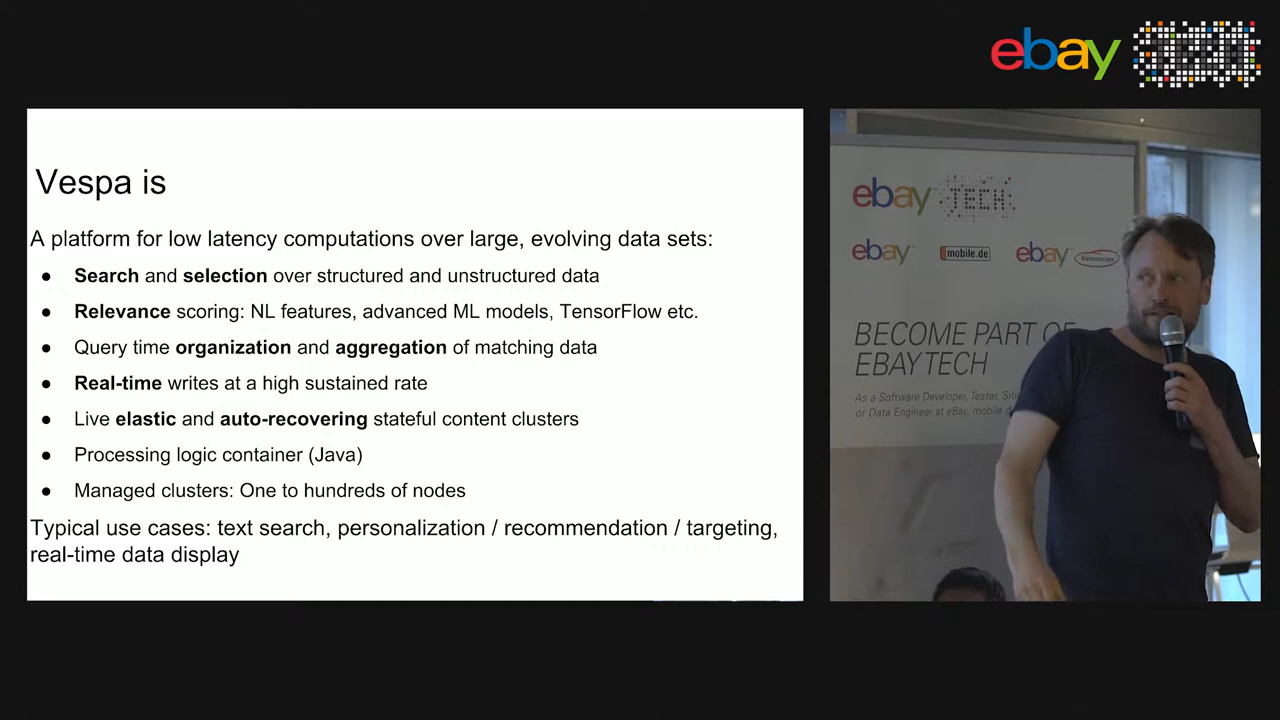 ebay
Vespa is
A platform for low latency computations over large, evolving data sets:
● Search and selection over structured and unstructured data
● Relevance scoring: NL features, advanced ML models, TensorFlow etc.
● Query time organization and aggregation of matching data
● Real-time writes at a high sustained rate
● Live elastic and auto-recovering stateful content clusters
● Processing logic container (Java)
● Managed clusters: One to hundreds of nodes
Typical use cases: text search, personalization / recommendation / targeting,
real-time data display
ebay TECH
ebay mobile.de ebay Kleinanzeigen
BECOME PART OF
EBAY TECH
As a Software Developer, Tester,
or Data Engineer at eBay, mobile